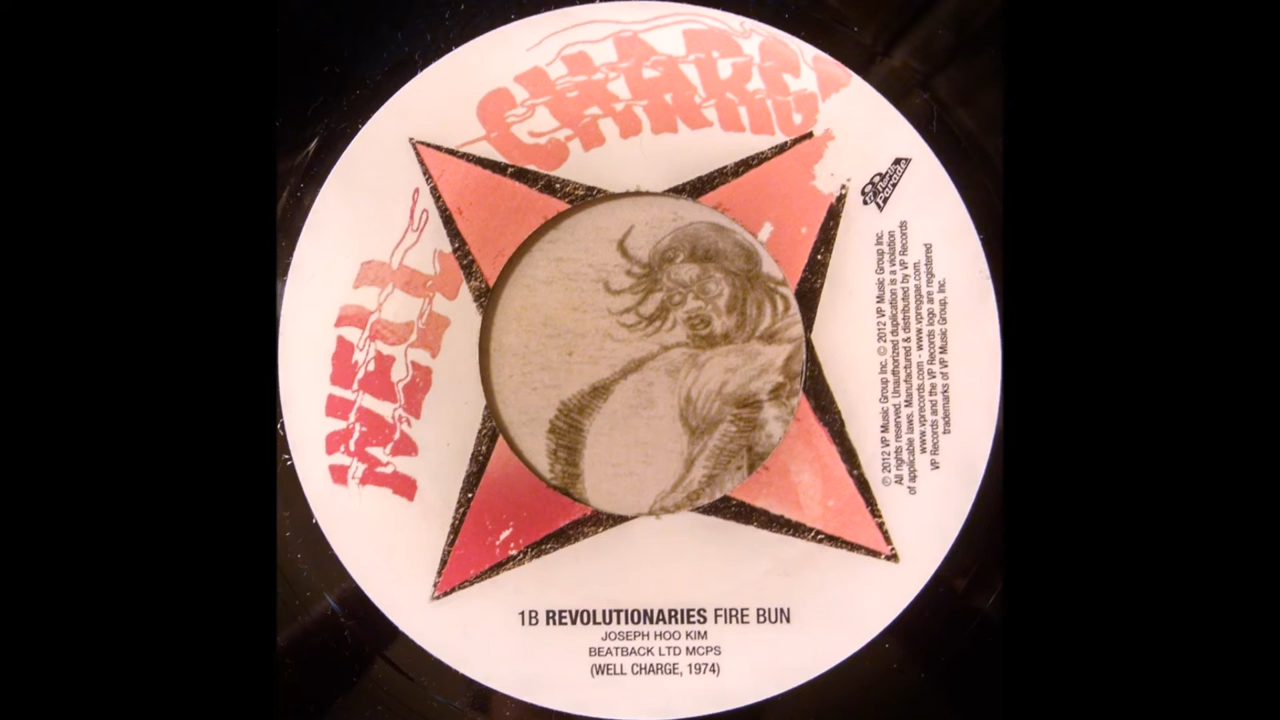 WELL
CHARGE
VP Records
Parade
℗ 2012 VP Music Group Inc. © 2012 VP Music Group Inc.
All rights reserved. Unauthorized duplication is a violation
of applicable laws. Manufactured & distributed by VP Records
www.vprecords.com - www.vpreggae.com.
VP Records and the VP Records logo are registered
trademarks of VP Music Group, Inc.
1B REVOLUTIONARIES FIRE BUN
JOSEPH HOO KIM
BEATBACK LTD MCPS
(WELL CHARGE, 1974)